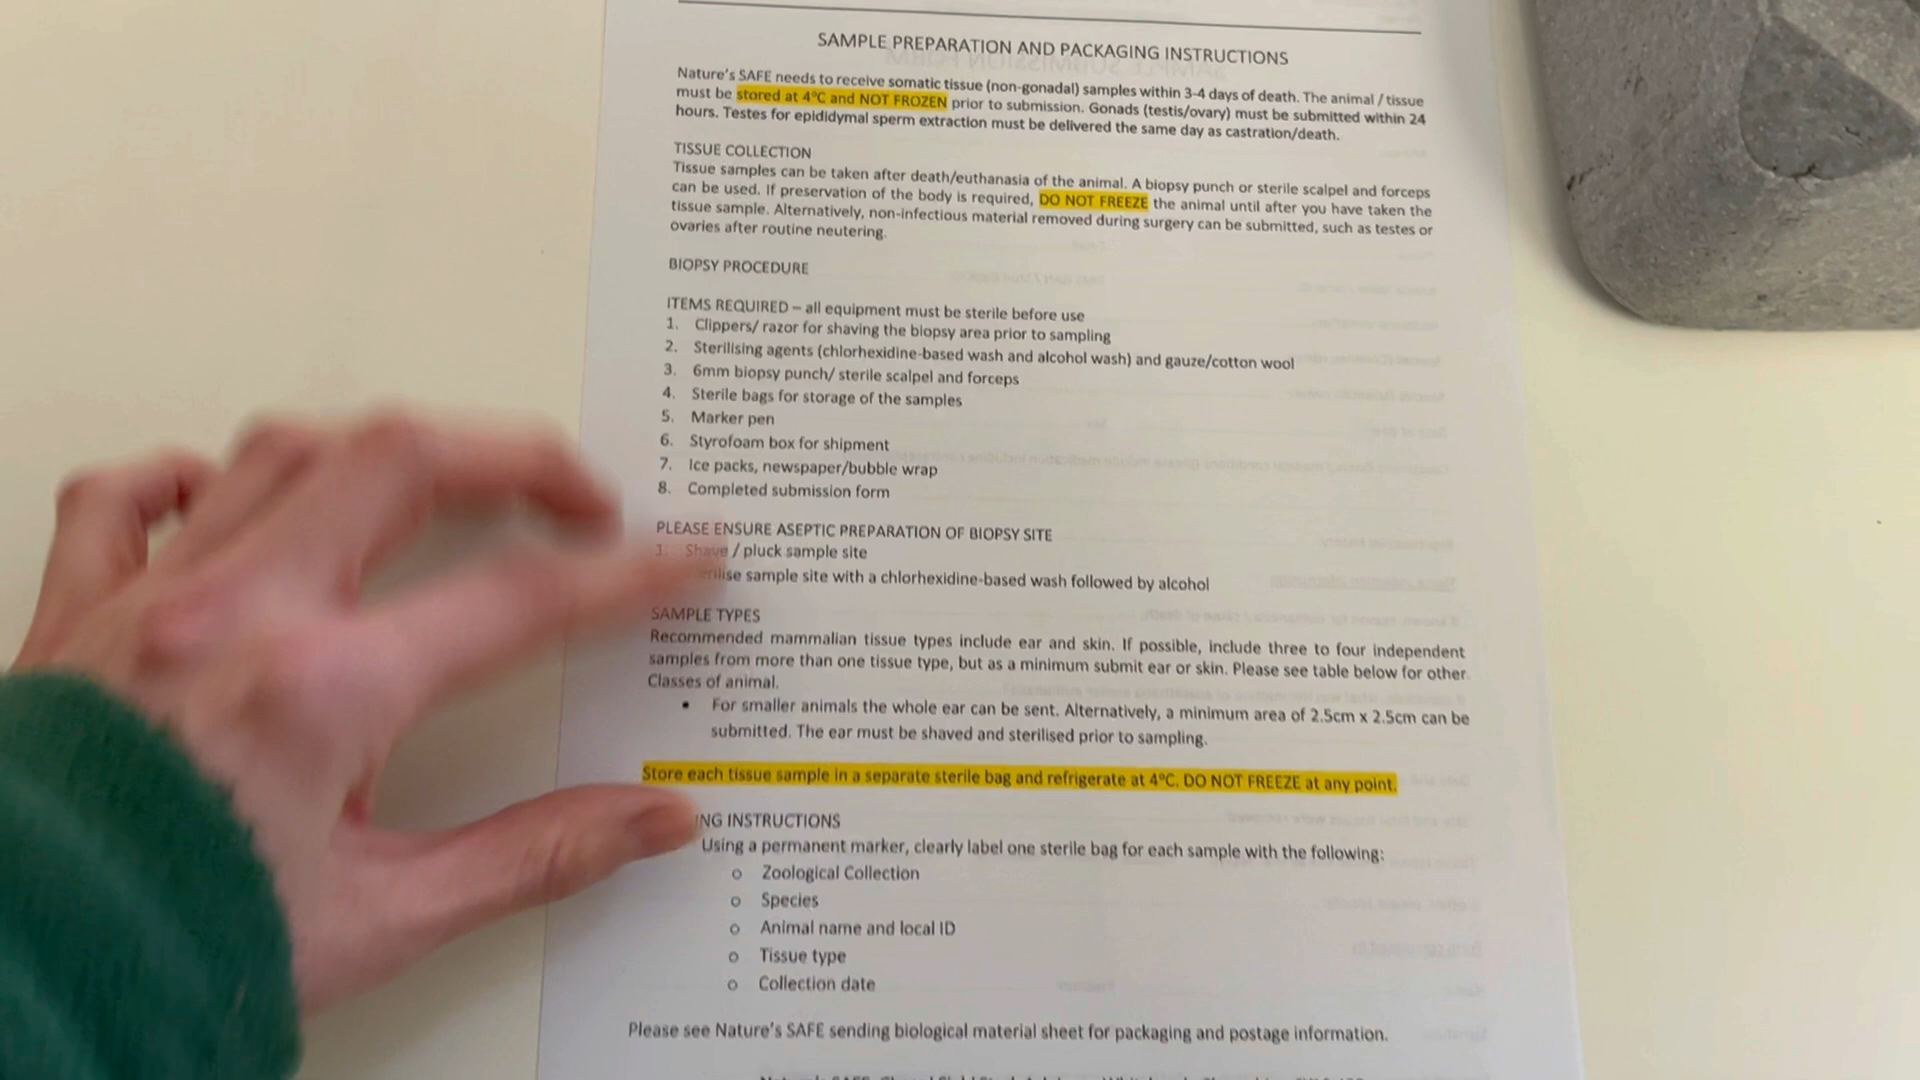 SAMPLE PREPARATION AND PACKAGING INSTRUCTIONS
Nature's SAFE needs to receive somatic tissue (non-gonadal) samples within 3-4 days of death. The animal / tissue
must be stored at 4°C and NOT FROZEN prior to submission. Gonads (testis/ovary) must be submitted within 24
hours. Testes for epididymal sperm extraction must be delivered the same day as castration/death.
TISSUE COLLECTION
Tissue samples can be taken after death/euthanasia of the animal. A biopsy punch or sterile scalpel and forceps
can be used. If preservation of the body is required, DO NOT FREEZE the animal until after you have taken the
tissue sample. Alternatively, non-infectious material removed during surgery can be submitted, such as testes or
ovaries after routine neutering.
BIOPSY PROCEDURE
ITEMS REQUIRED – all equipment must be sterile before use
1. Clippers/ razor for shaving the biopsy area prior to sampling
2. Sterilising agents (chlorhexidine-based wash and alcohol wash) and gauze/cotton wool
3. 6mm biopsy punch/ sterile scalpel and forceps
4. Sterile bags for storage of the samples
5. Marker pen
6. Styrofoam box for shipment
7. Ice packs, newspaper/bubble wrap
8. Completed submission form
PLEASE ENSURE ASEPTIC PREPARATION OF BIOPSY SITE
1. Shave / pluck sample site
erilise sample site with a chlorhexidine-based wash followed by alcohol
SAMPLE TYPES
Recommended mammalian tissue types include ear and skin. If possible, include three to four independent
samples from more than one tissue type, but as a minimum submit ear or skin. Please see table below for other
Classes of animal.
• For smaller animals the whole ear can be sent. Alternatively, a minimum area of 2.5cm x 2.5cm can be
submitted. The ear must be shaved and sterilised prior to sampling.
Store each tissue sample in a separate sterile bag and refrigerate at 4°C. DO NOT FREEZE at any point.
NG INSTRUCTIONS
Using a permanent marker, clearly label one sterile bag for each sample with the following:
o Zoological Collection
o Species
o Animal name and local ID
o Tissue type
o Collection date
Please see Nature's SAFE sending biological material sheet for packaging and postage information.